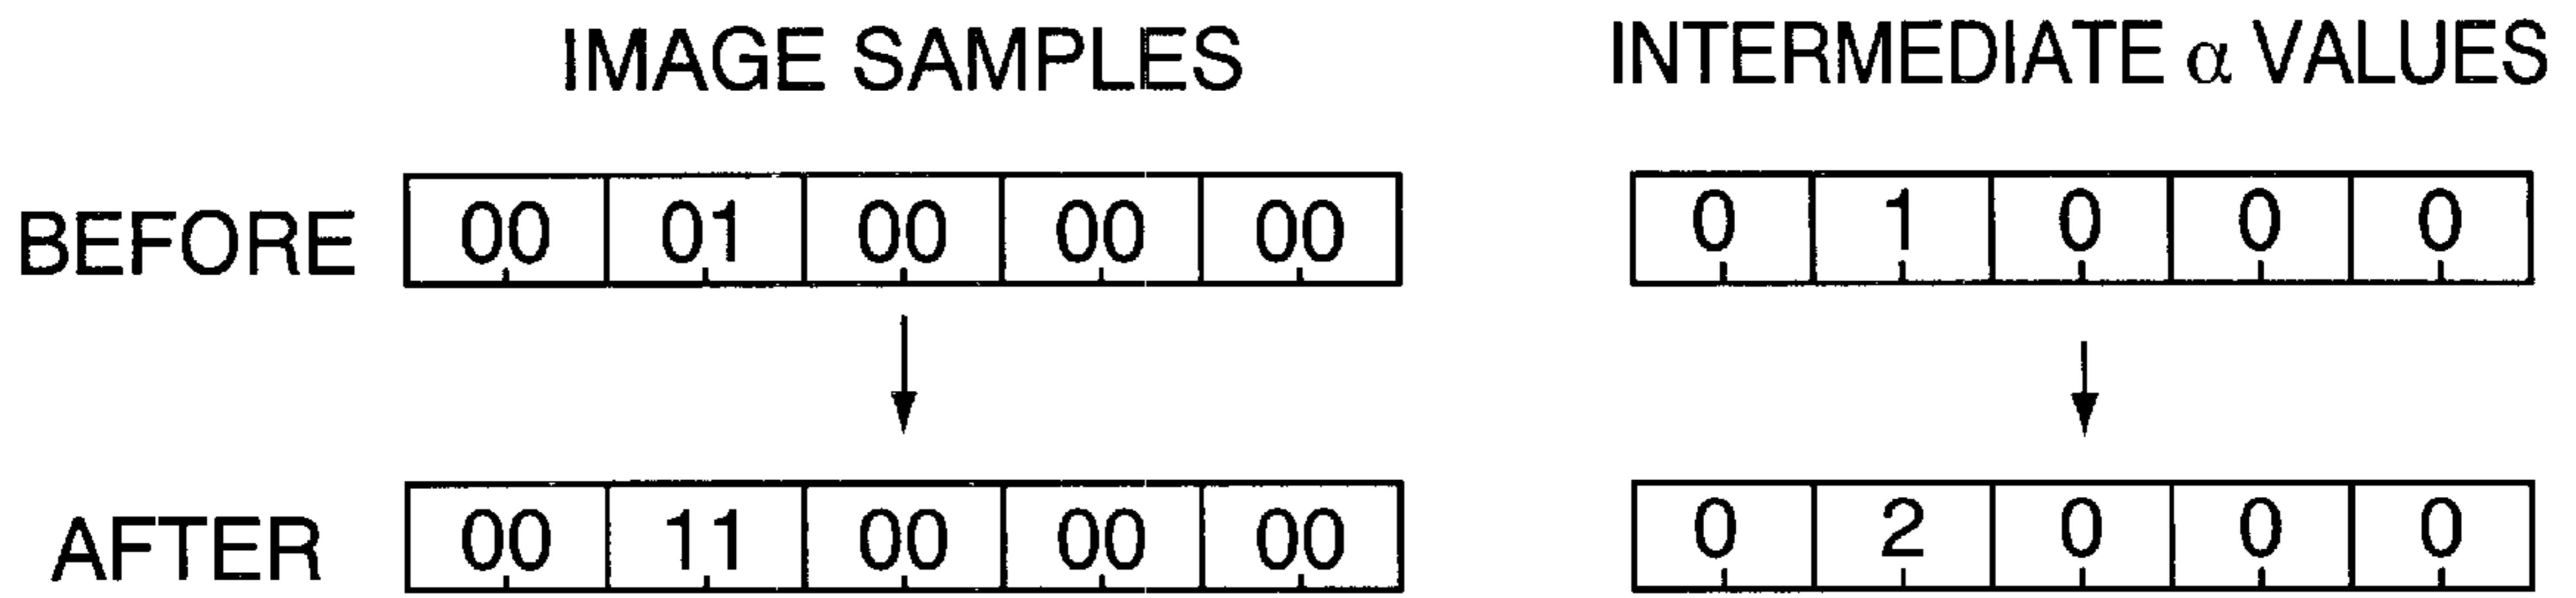 IMAGE SAMPLES INTERMEDIATE α VALUES
BEFORE 00 01 00 00 00 0 1 0 0 0
AFTER 00 11 00 00 00 0 2 0 0 0